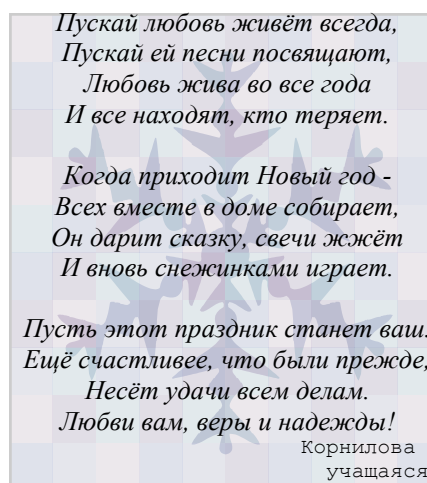 Пускай любовь живёт всегда,
Пускай ей песни посвящают,
Любовь жива во все года
И все находят, кто теряет.
Когда приходит Новый год -
Всех вместе в доме собирает,
Он дарит сказку, свечи жжёт
И вновь снежинками играет.
Пусть этот праздник станет ваш.
Ещё счастливее, что были прежде,
Несёт удачи всем делам.
Любви вам, веры и надежды!
Корнилова
учащаяся